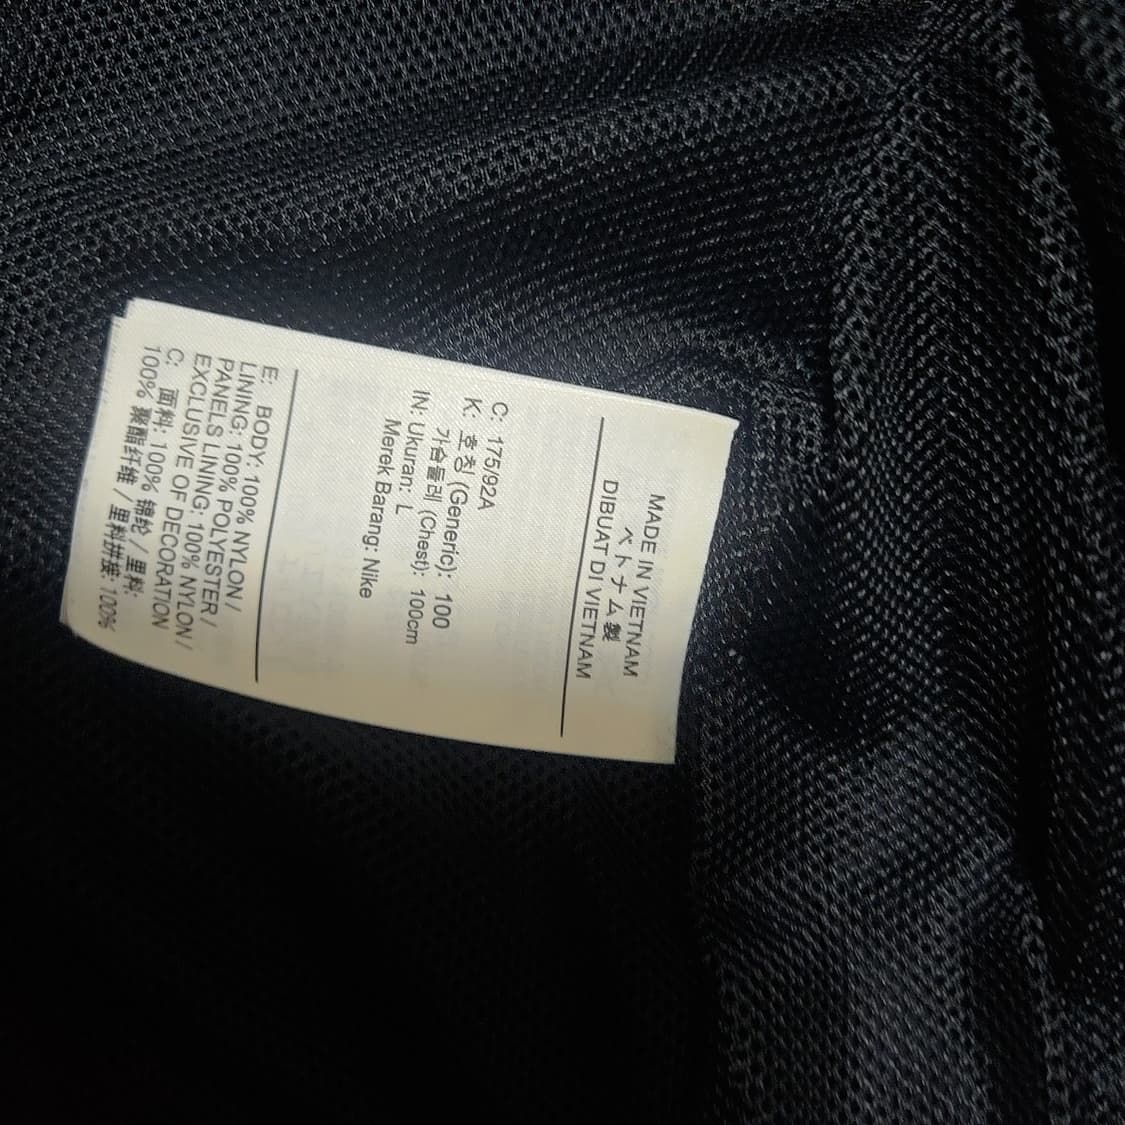 MADE IN VIETNAM
ベトナム製
DIBUAT DI VIETNAM
C: 175/92A
K: 호칭 (Generic): 100
가슴둘레 (Chest): 100cm
IN: Ukuran: L
Merek Barang: Nike
E: BODY: 100% NYLON /
LINING: 100% POLYESTER /
PANELS LINING: 100% NYLON /
EXCLUSIVE OF DECORATION
C: 面料: 100% 锦纶 / 里料:
100% 聚酯纤维 / 里料拼接: 100%